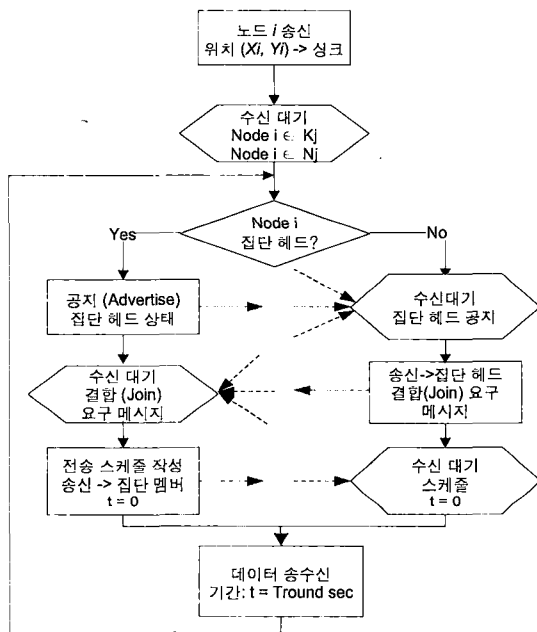 노드 i 송신
위치 (Xi, Yi) -> 싱크
수신 대기
Node i ∈ Kj
Node i ∈ Nj
Node i
집단 헤드?
Yes
No
공지 (Advertise)
집단 헤드 상태
수신대기
집단 헤드 공지
수신 대기
결합 (Join)
요구 메시지
송신->집단 헤드
결합(Join) 요구
메시지
전송 스케줄 작성
송신 -> 집단 멤버
t = 0
수신 대기
스케줄
t = 0
데이터 송수신
기간: t = Tround sec